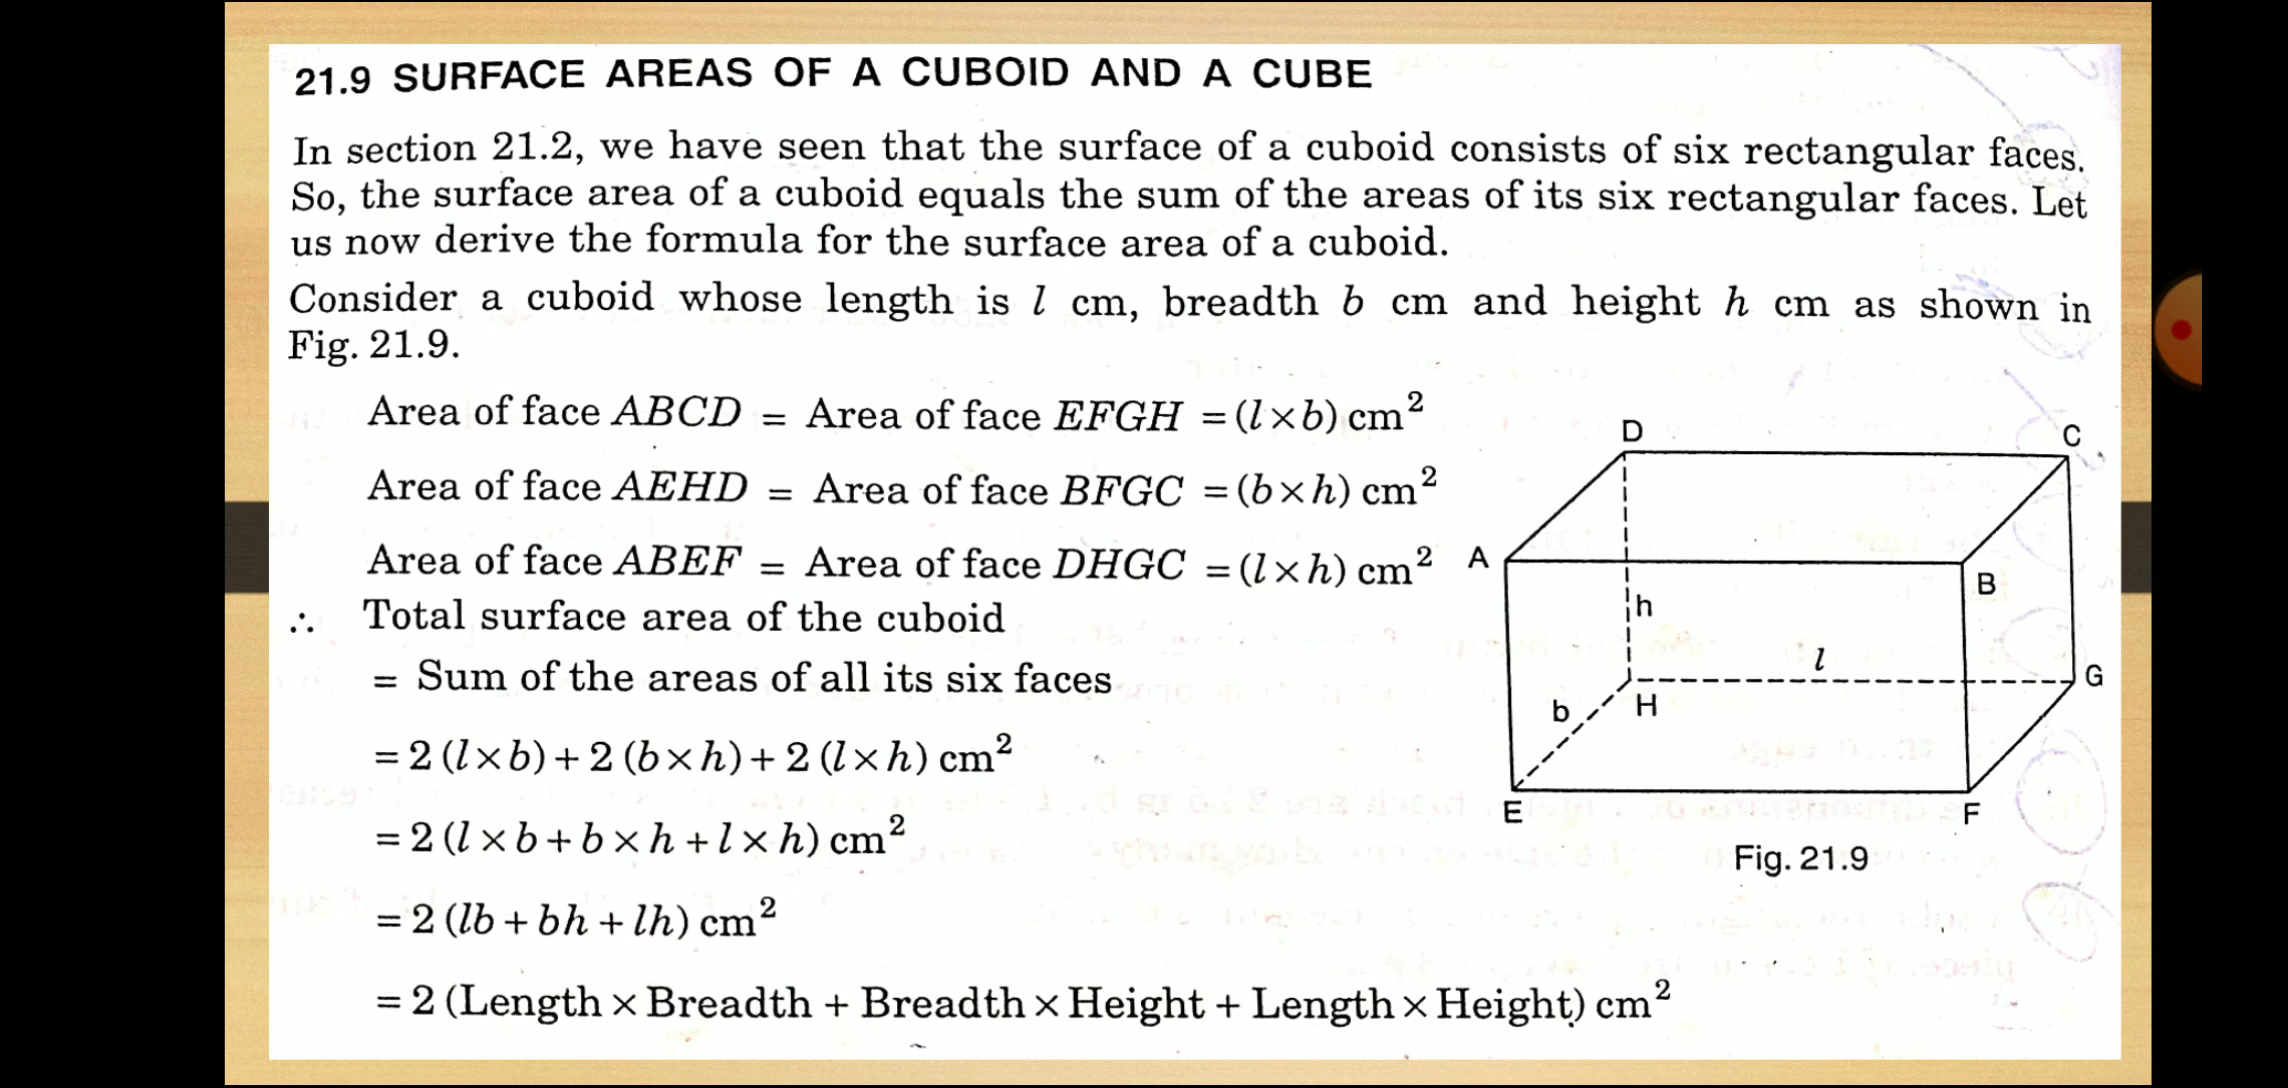 21.9 SURFACE AREAS OF A CUBOID AND A CUBE
In section 21.2, we have seen that the surface of a cuboid consists of six rectangular faces.
So, the surface area of a cuboid equals the sum of the areas of its six rectangular faces. Let
us now derive the formula for the surface area of a cuboid.
Consider a cuboid whose length is l cm, breadth b cm and height h cm as shown in
Fig. 21.9.
Area of face ABCD = Area of face EFGH = (l × b) cm²
Area of face AEHD = Area of face BFGC = (b × h) cm²
Area of face ABEF = Area of face DHGC = (l × h) cm²
∴ Total surface area of the cuboid
= Sum of the areas of all its six faces
= 2 (l × b) + 2 (b × h) + 2 (l × h) cm²
= 2 (l × b + b × h + l × h) cm²
= 2 (lb + bh + lh) cm²
= 2 (Length × Breadth + Breadth × Height + Length × Height) cm²
D
C
A
B
h
l
G
b
H
E
F
Fig. 21.9